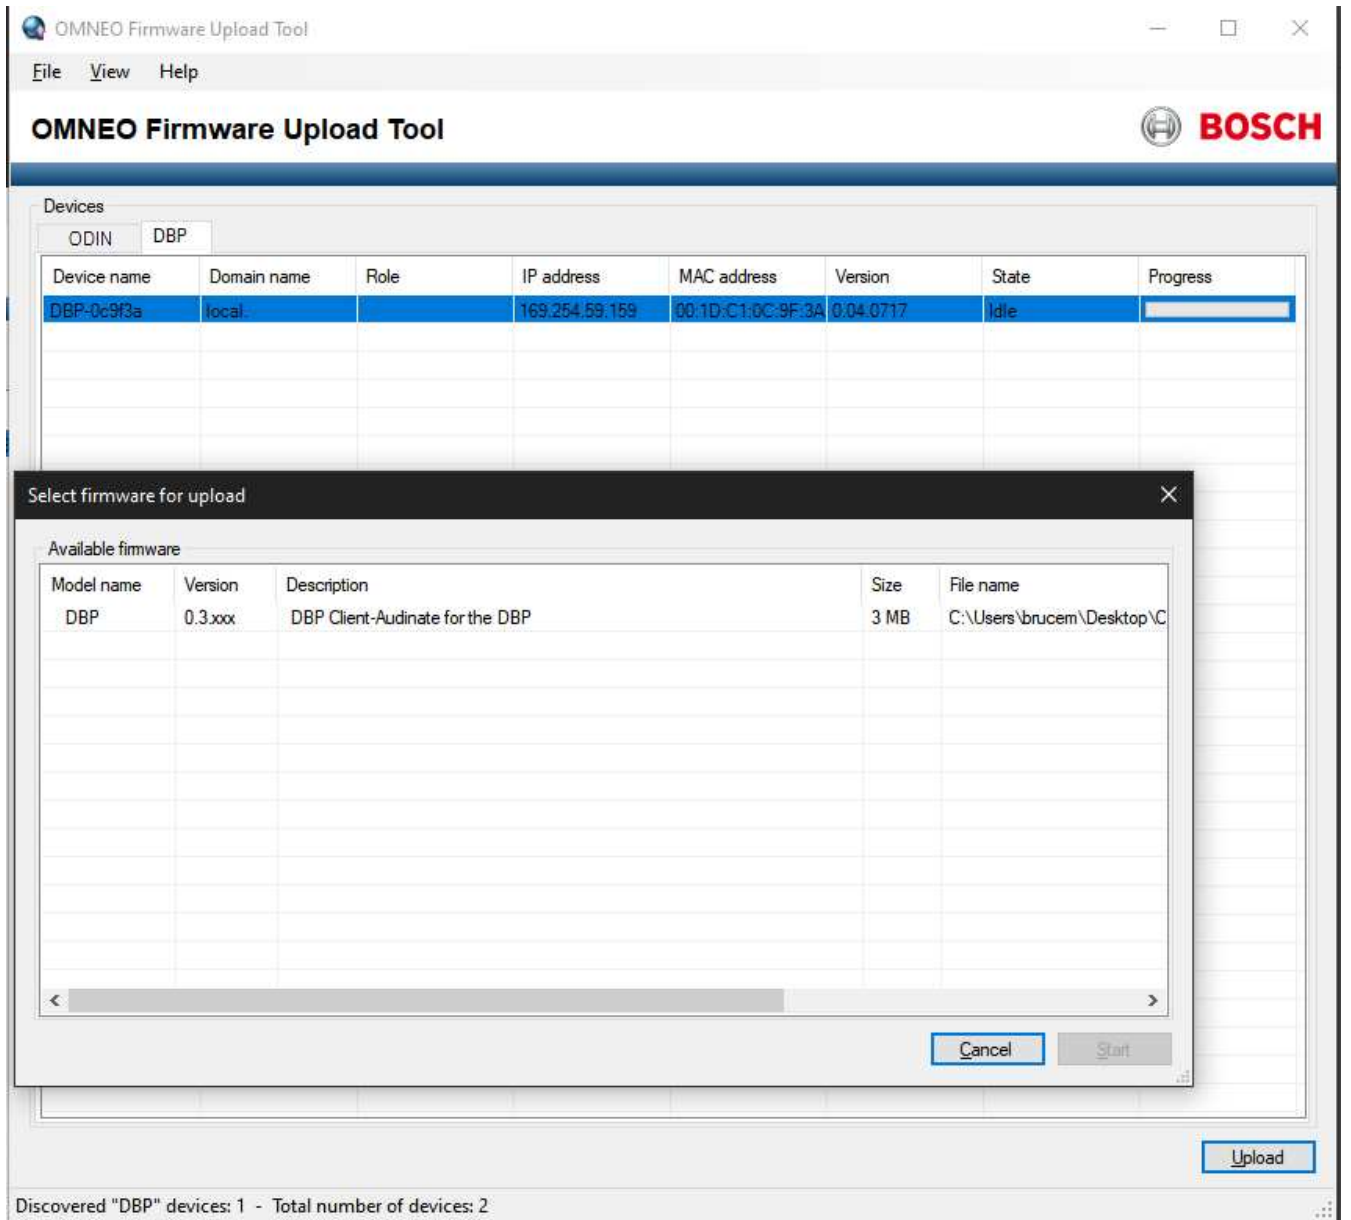 OMNEO Firmware Upload Tool
File View Help
OMNEO Firmware Upload Tool
BOSCH
Devices
ODIN DBP
Device name Domain name Role IP address MAC address Version State Progress
DBP-0c9f3a local. 169.254.59.159 00:1D:C1:0C:9F:3A 0.04.0717 Idle
Select firmware for upload
Available firmware
Model name Version Description Size File name
DBP 0.3.xxx DBP Client-Audinate for the DBP 3 MB C:\Users\brucem\Desktop\C
Cancel Start
Upload
Discovered "DBP" devices: 1 - Total number of devices: 2